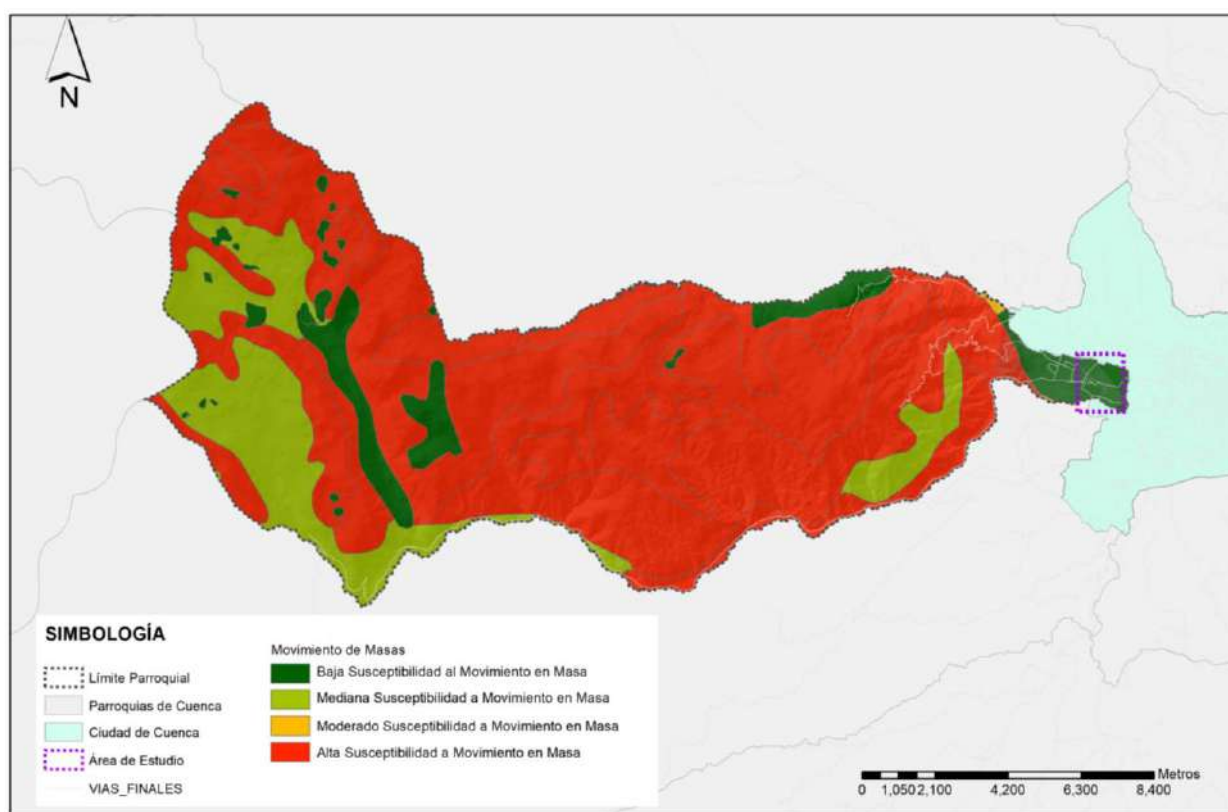 N
SIMBOLOGÍA
Límite Parroquial
Parroquias de Cuenca
Ciudad de Cuenca
Área de Estudio
VIAS_FINALES
Movimiento de Masas
Baja Susceptibilidad al Movimiento en Masa
Mediana Susceptibilidad a Movimiento en Masa
Moderado Susceptibilidad a Movimiento en Masa
Alta Susceptibilidad a Movimiento en Masa
Metros
0 1,050 2,100 4,200 6,300 8,400